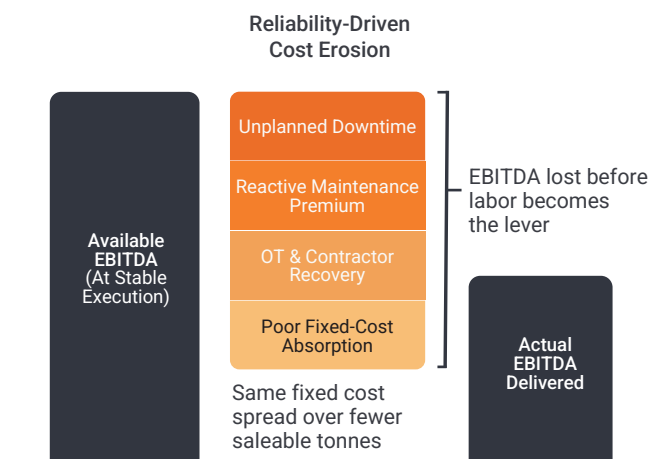 Reliability-Driven
Cost Erosion
Available
EBITDA
(At Stable
Execution)
Unplanned Downtime
Reactive Maintenance
Premium
OT & Contractor
Recovery
Poor Fixed-Cost
Absorption
Same fixed cost
spread over fewer
saleable tonnes
EBITDA lost before
labor becomes
the lever
Actual
EBITDA
Delivered